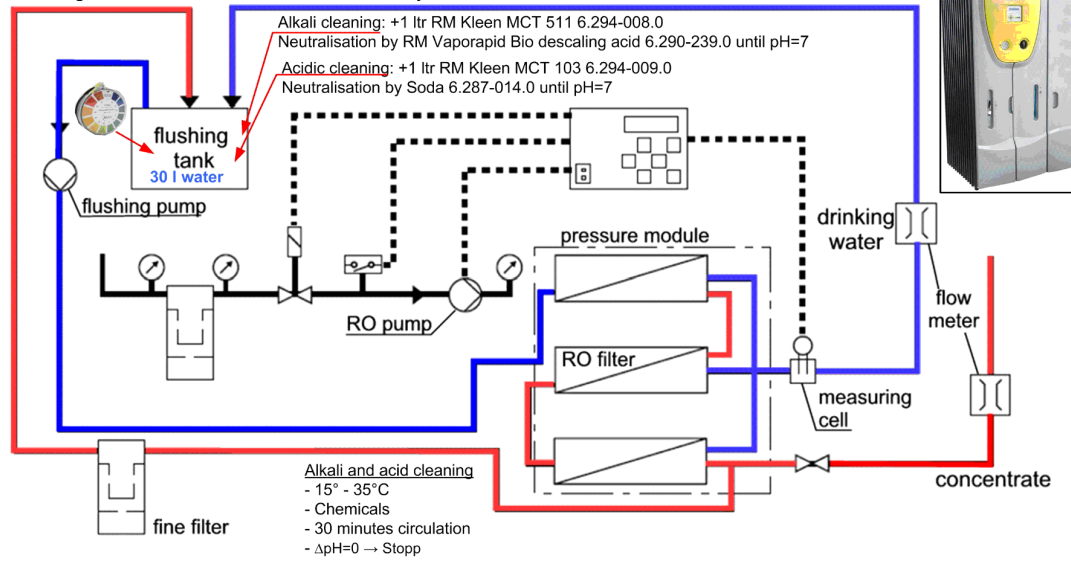 Alkali cleaning: +1 ltr RM Kleen MCT 511 6.294-008.0
Neutralisation by RM Vaporapid Bio descaling acid 6.290-239.0 until pH=7
Acidic cleaning: +1 ltr RM Kleen MCT 103 6.294-009.0
Neutralisation by Soda 6.287-014.0 until pH=7
flushing
tank
30 l water
flushing pump
drinking
water
pressure module
flow
meter
RO pump
RO filter
measuring
cell
Alkali and acid cleaning
- 15° - 35°C
- Chemicals
- 30 minutes circulation
- ΔpH=0 → Stopp
concentrate
fine filter